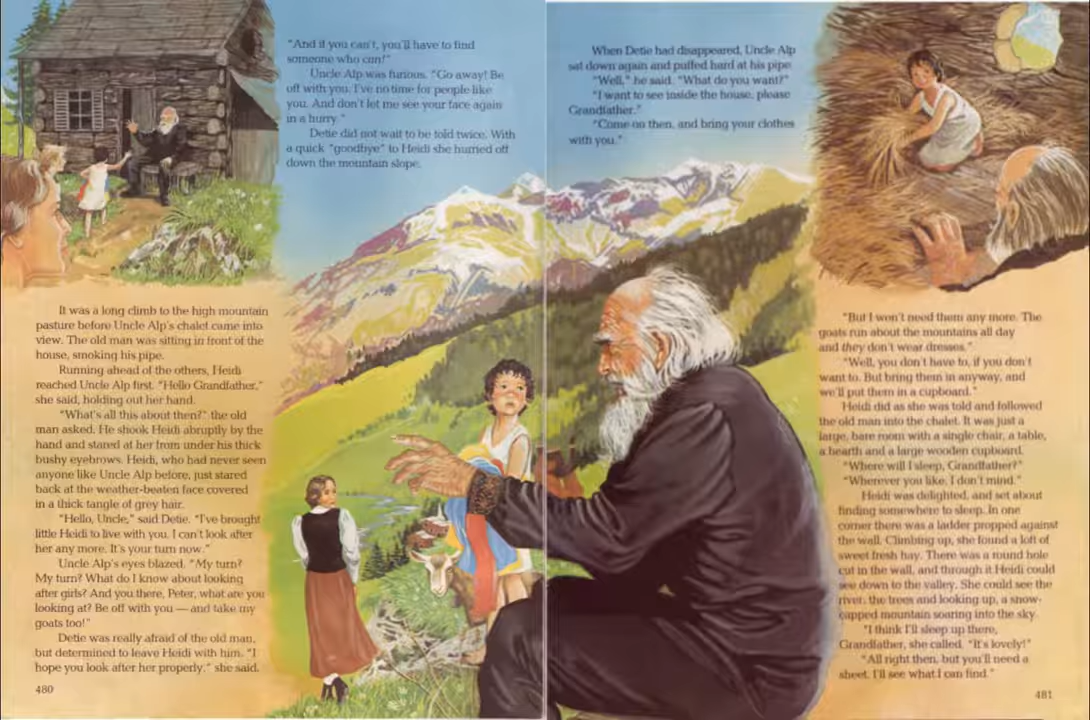 It was a long climb to the high mountain
pasture before Uncle Alp's chalet came into
view. The old man was sitting in front of the
house, smoking his pipe.
Running ahead of the others, Heidi
reached Uncle Alp first. "Hello Grandfather,"
she said, holding out her hand.
"What's all this about then?" the old
man asked. He shook Heidi abruptly by the
hand and stared at her from under his thick
bushy eyebrows. Heidi, who had never seen
anyone like Uncle Alp before, just stared
back at the weather-beaten face covered
in a thick tangle of grey hair.
"Hello, Uncle," said Detie. "I've brought
little Heidi to live with you. I can't look after
her any more. It's your turn now."
Uncle Alp's eyes blazed. "My turn?
My turn? What do I know about looking
after girls? And you there, Peter, what are you
looking at? Be off with you — and take my
goats too!"
Detie was really afraid of the old man,
but determined to leave Heidi with him. "I
hope you look after her properly," she said.
480
"And if you can't, you'll have to find
someone who can!"
Uncle Alp was furious. "Go away! Be
off with you. I've no time for people like
you. And don't let me see your face again
in a hurry."
Detie did not wait to be told twice. With
a quick "goodbye" to Heidi she hurried off
down the mountain slope.
When Detie had disappeared, Uncle Alp
sat down again and puffed hard at his pipe.
"Well," he said. "What do you want?"
"I want to see inside the house, please
Grandfather."
"Come on then, and bring your clothes
with you."
"But I won't need them any more. The
goats run about the mountains all day
and they don't wear dresses."
"Well, you don't have to, if you don't
want to. But bring them in anyway, and
we'll put them in a cupboard."
Heidi did as she was told and followed
the old man into the chalet. It was just a
large, bare room with a single chair, a table,
a hearth and a large wooden cupboard.
"Where will I sleep, Grandfather?"
"Wherever you like. I don't mind."
Heidi was delighted, and set about
finding somewhere to sleep. In one
corner there was a ladder propped against
the wall. Climbing up, she found a loft of
sweet fresh hay. There was a round hole
cut in the wall, and through it Heidi could
see down to the valley. She could see the
river, the trees and looking up, a snow-
capped mountain soaring into the sky.
"I think I'll sleep up there,
Grandfather, she called. "It's lovely!"
"All right then, but you'll need a
sheet. I'll see what I can find."
481